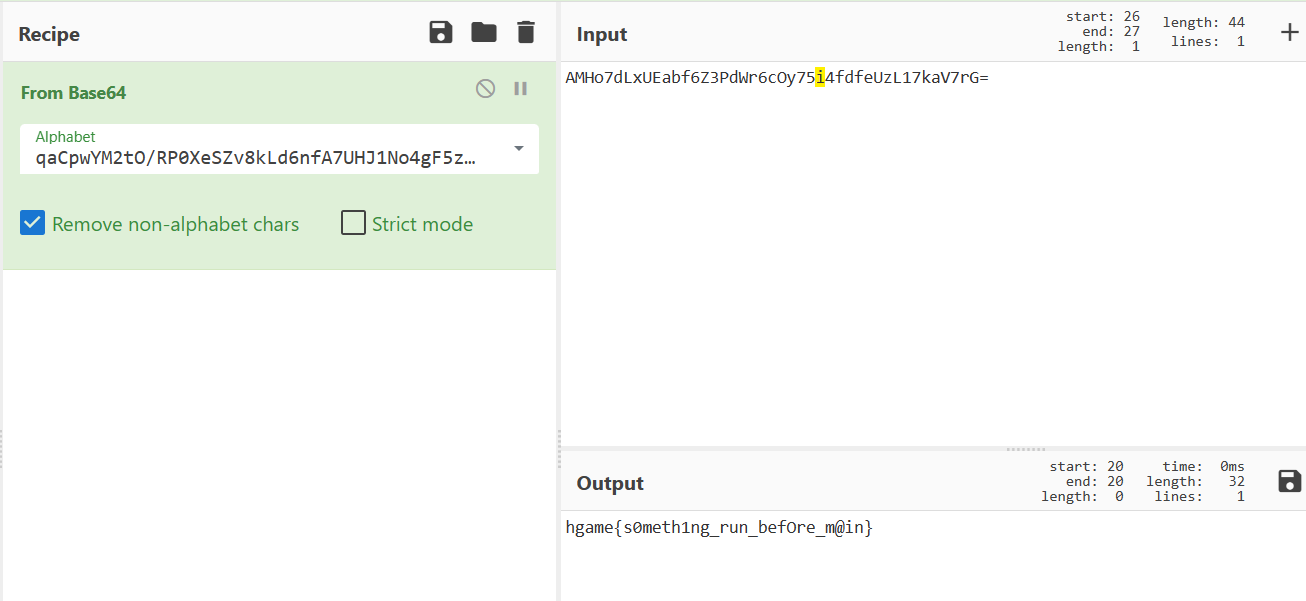 Recipe
From Base64
Alphabet
qaCpwYM2tO/RP0XeSZv8kLd6nfA7UHJ1No4gF5z…
Remove non-alphabet chars
Strict mode
Input
start: 26
end: 27
length: 1
length: 44
lines: 1
AMHo7dLxUEabf6Z3PdWr6cOy75i4fdfeUzL17kaV7rG=
Output
start: 20
end: 20
length: 0
time: 0ms
length: 32
lines: 1
hgame{s0meth1ng_run_befOre_m@in}